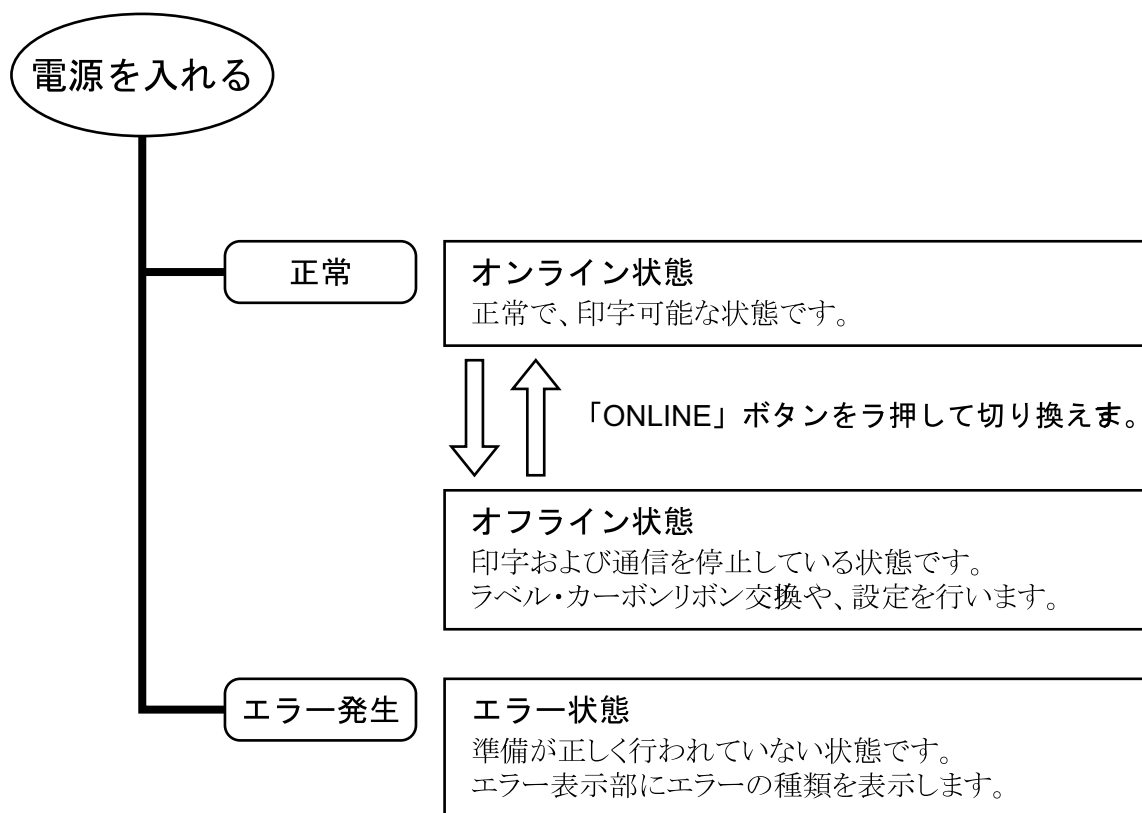 電源を入れる
正常
オンライン状態
正常で、印字可能な状態です。
「ONLINE」ボタンをラ押して切り換えま。
オフライン状態
印字および通信を停止している状態です。
ラベル・カーボンリボン交換や、設定を行います。
エラー発生
エラー状態
準備が正しく行われていない状態です。
エラー表示部にエラーの種類を表示します。